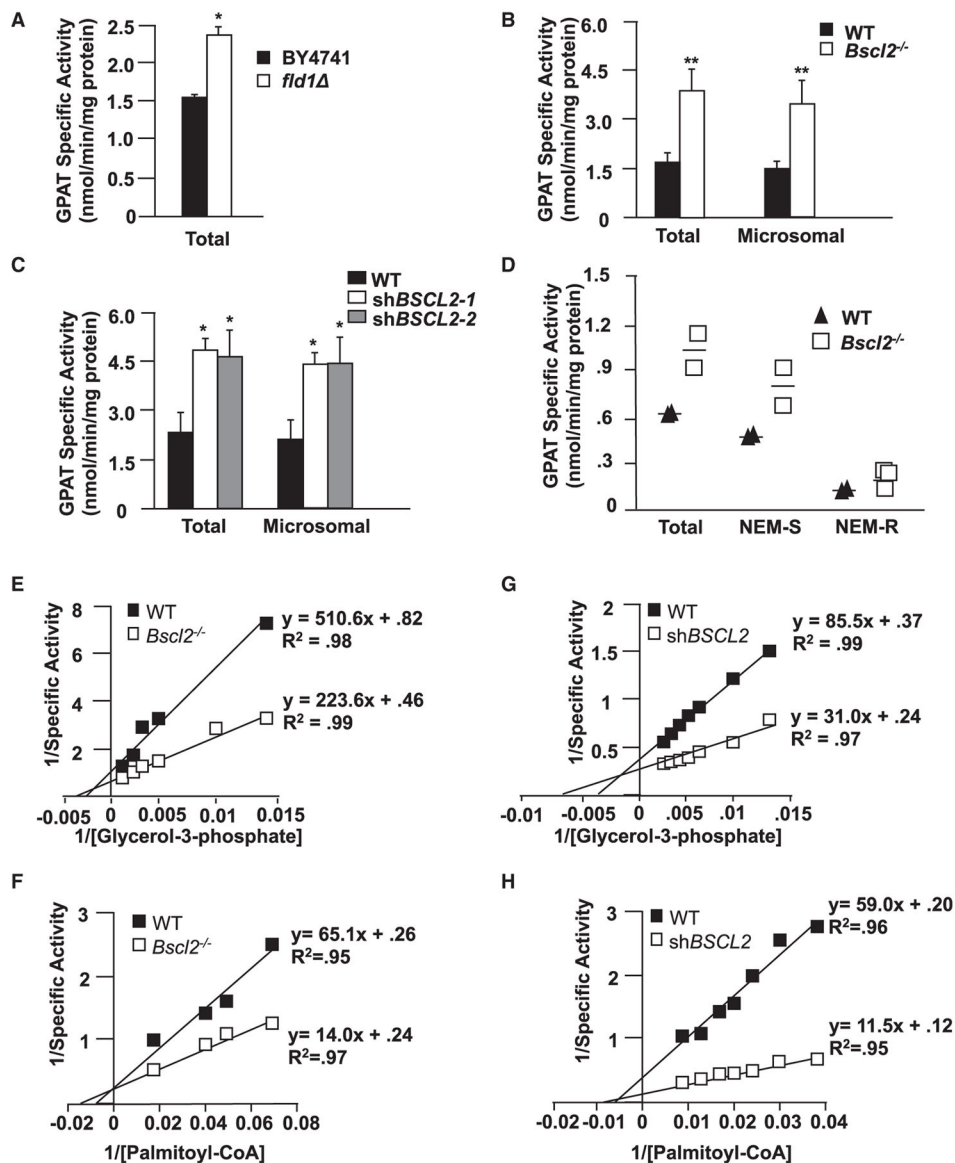 A
GPAT Specific Activity
(nmol/min/mg protein)
2.5
2.0
1.5
1.0
0.5
0
*
BY4741
fld1Δ
Total
B
GPAT Specific Activity
(nmol/min/mg protein)
6.0
4.5
3.0
1.5
0
**
**
WT
Bscl2-/-
Total Microsomal
C
GPAT Specific Activity
(nmol/min/mg protein)
6.0
4.5
3.0
1.5
0
* *
* *
WT
shBSCL2-1
shBSCL2-2
Total Microsomal
D
GPAT Specific Activity
(nmol/min/mg protein)
1.5
1.2
.9
.6
.3
0
WT
Bscl2-/-
Total NEM-S NEM-R
E
1/Specific Activity
8
6
4
2
WT
Bscl2-/-
y = 510.6x + .82
R2 = .98
y = 223.6x + .46
R2 = .99
-0.005 0 0.005 0.01 0.015
1/[Glycerol-3-phosphate]
G
1/Specific Activity
2
1.5
1
0.5
WT
shBSCL2
y = 85.5x + .37
R2 = .99
y = 31.0x + .24
R2 = .97
-0.01 -0.005 0 .005 .01 .015
1/[Glycerol-3-phosphate]
F
1/Specific Activity
3
2
1
WT
Bscl2-/-
y= 65.1x + .26
R2=.95
y= 14.0x + .24
R2=.97
-0.02 0 0.02 0.04 0.06 0.08
1/[Palmitoyl-CoA]
H
1/Specific Activity
3
2
1
WT
shBSCL2
y= 59.0x + .20
R2=.96
y= 11.5x + .12
R2=.95
-0.02 -0.01 0 0.01 0.02 0.03 0.04
1/[Palmitoyl-CoA]